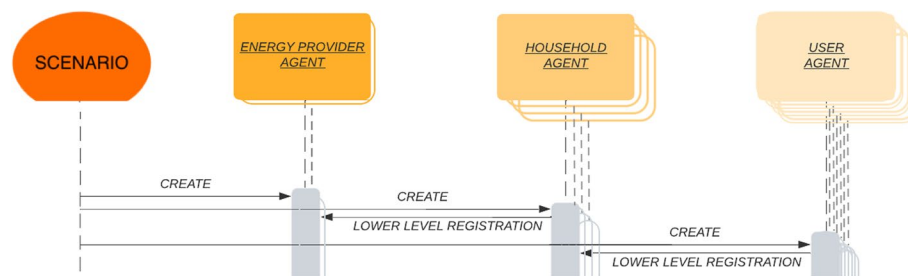 SCENARIO
ENERGY PROVIDER
AGENT
HOUSEHOLD
AGENT
USER
AGENT
CREATE
CREATE
LOWER LEVEL REGISTRATION
CREATE
LOWER LEVEL REGISTRATION